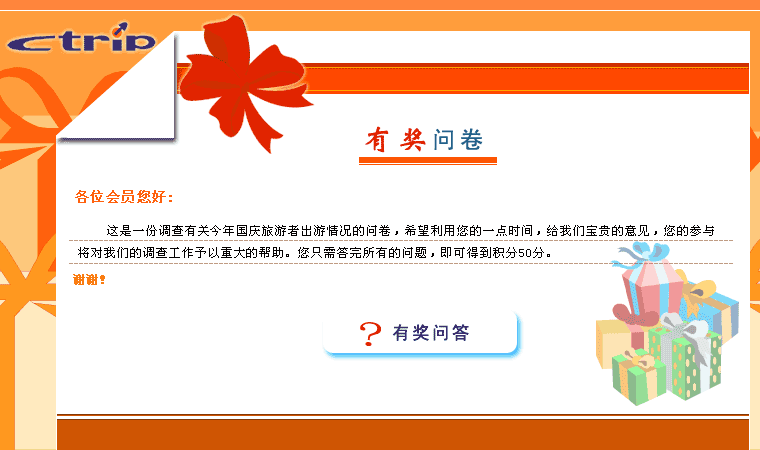 ctrip
有奖问卷
各位会员您好：
这是一份调查有关今年国庆旅游者出游情况的问卷，希望利用您的一点时间，给我们宝贵的意见，您的参与
将对我们的调查工作予以重大的帮助。您只需答完所有的问题，即可得到积分50分。
? 有奖问答